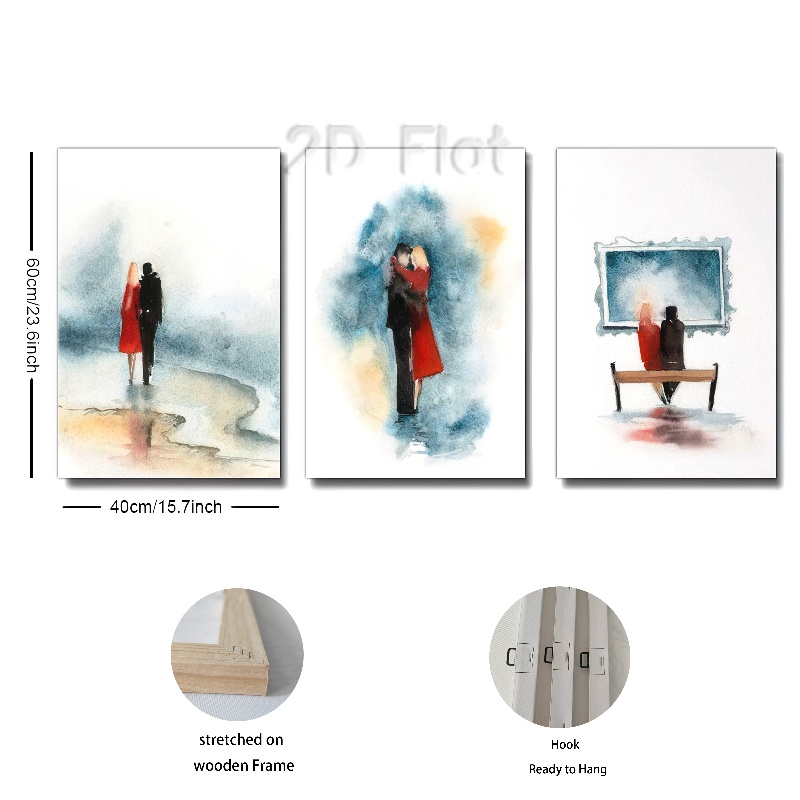 2D Flat
60cm/23.6inch
40cm/15.7inch
stretched on
wooden Frame
Hook
Ready to Hang